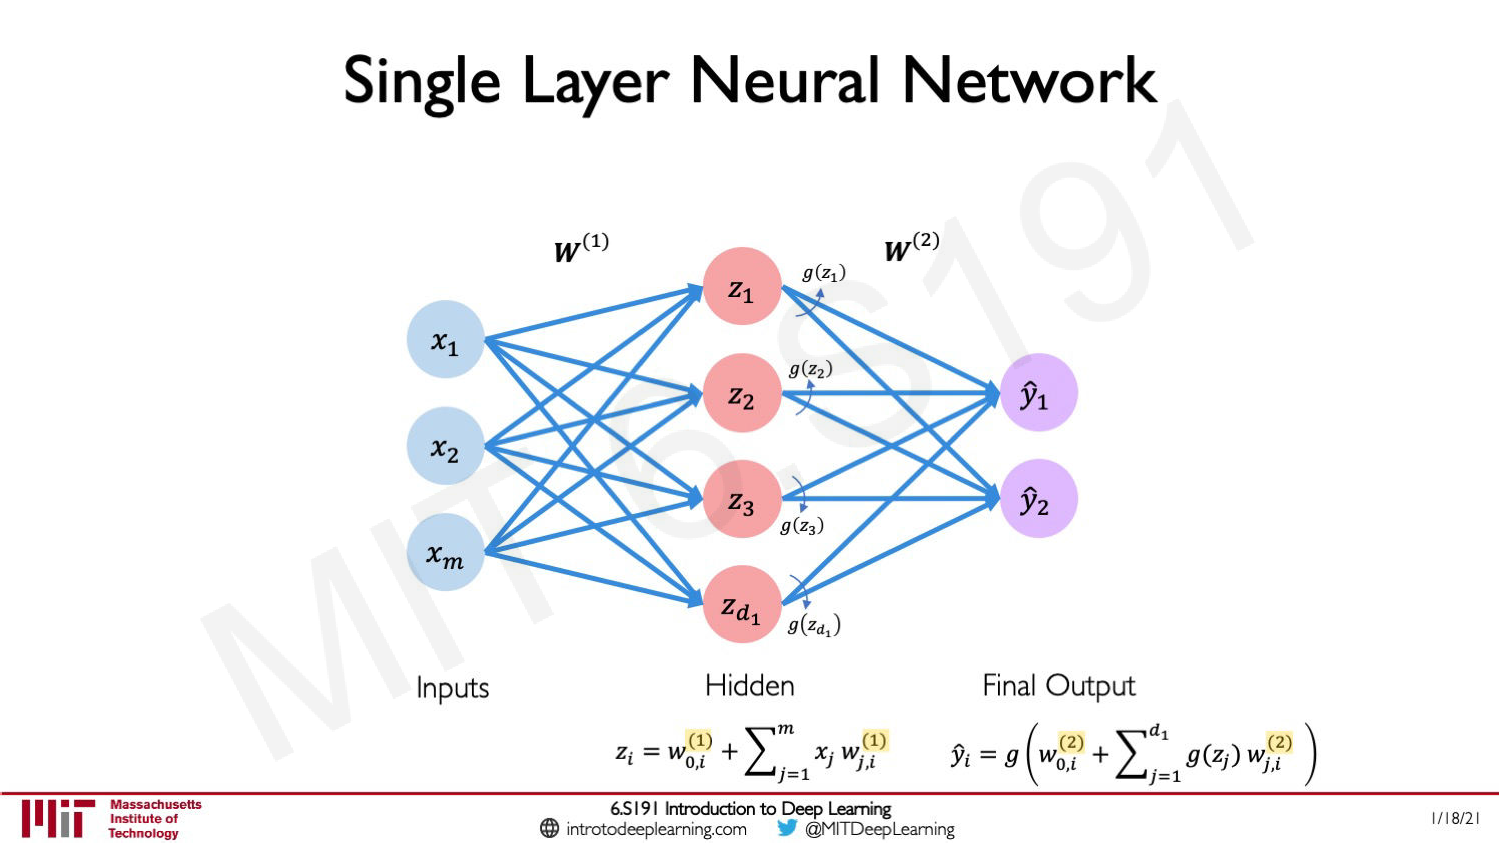 Single Layer Neural Network
MIT 6.S191
W^(1)
W^(2)
x_1
x_2
x_m
z_1
z_2
z_3
z_{d_1}
g(z_1)
g(z_2)
g(z_3)
g(z_{d_1})
ŷ_1
ŷ_2
Inputs
Hidden
Final Output
z_i = w_{0,i}^{(1)} + ∑_{j=1}^{m} x_j w_{j,i}^{(1)}
ŷ_i = g ( w_{0,i}^{(2)} + ∑_{j=1}^{d_1} g(z_j) w_{j,i}^{(2)} )
Massachusetts
Institute of
Technology
6.S191 Introduction to Deep Learning
introtodeeplearning.com @MITDeepLearning
1/18/21